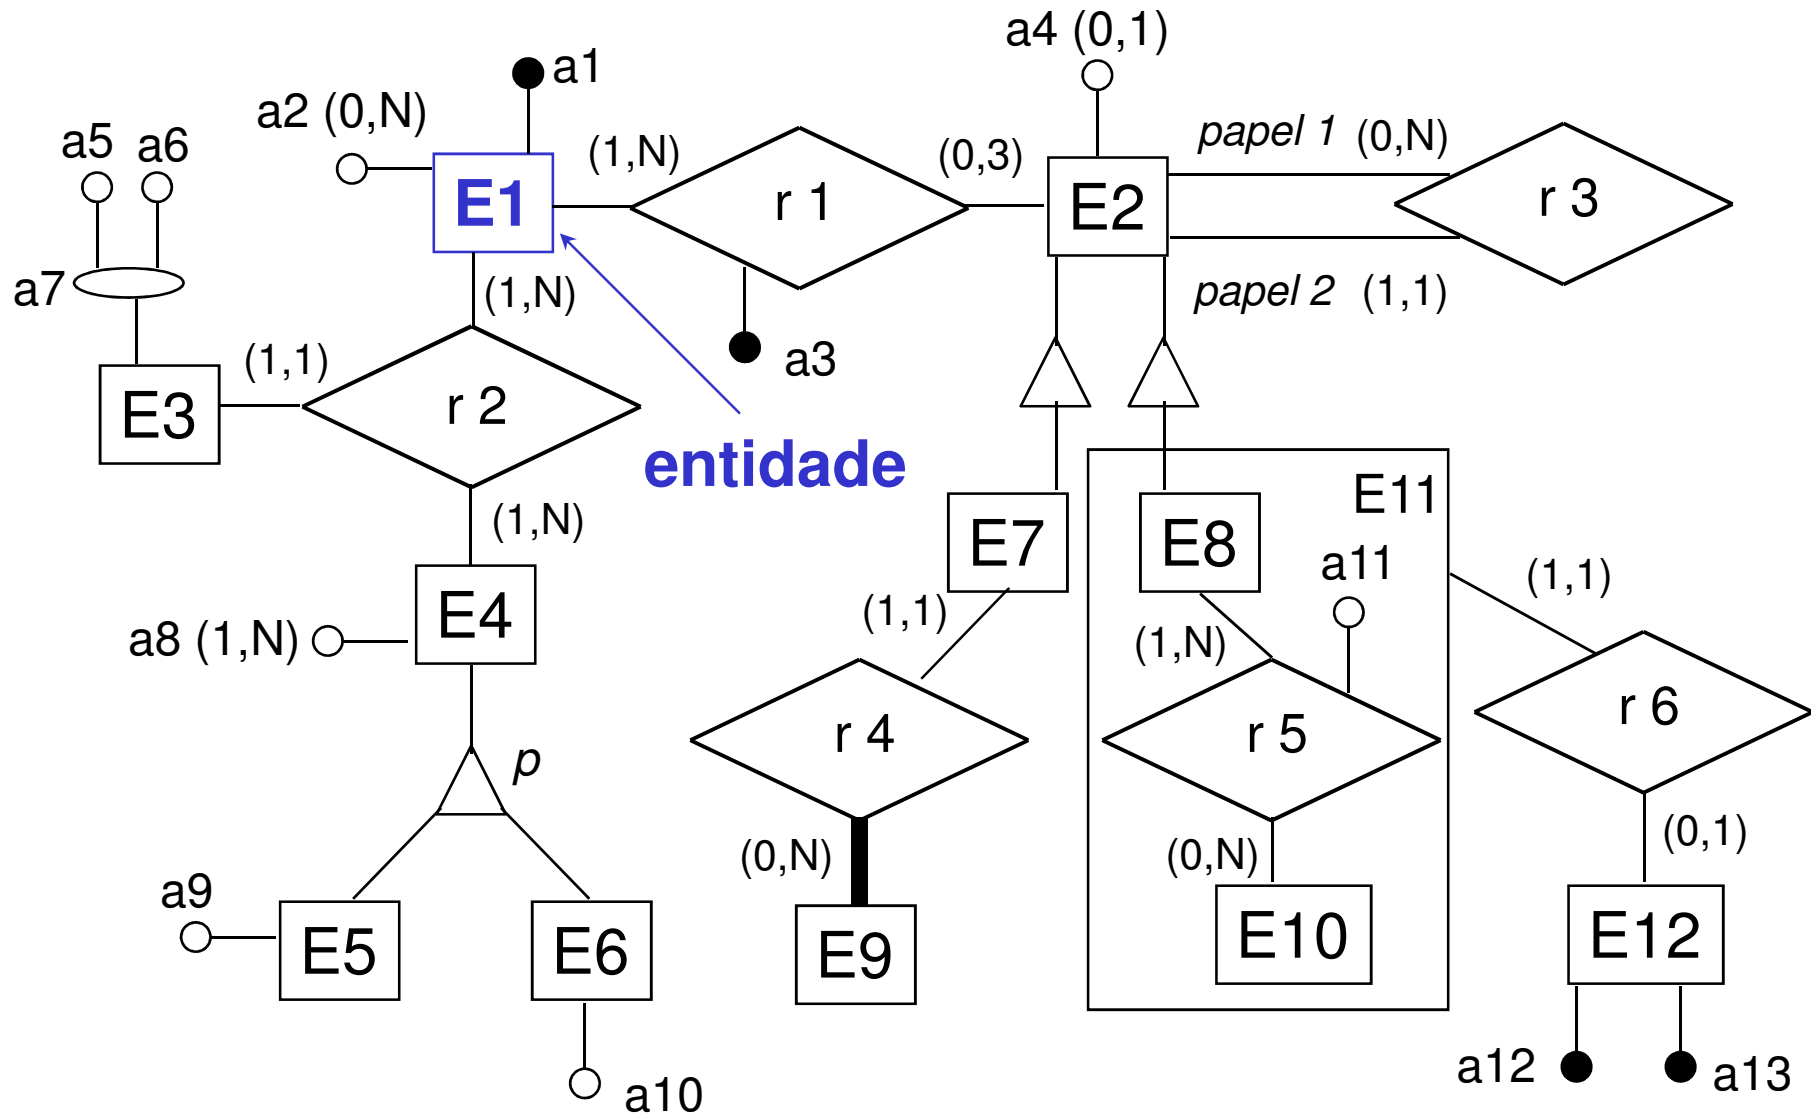 a4 (0,1)
a1
a2 (0,N)
a5
a6
(1,N)
(0,3)
papel 1
(0,N)
E1
r 1
E2
r 3
a7
(1,N)
papel 2
(1,1)
a3
(1,1)
E3
r 2
entidade
E11
(1,N)
E7
E8
a11
(1,1)
a8 (1,N)
E4
(1,1)
(1,N)
r 4
r 5
r 6
p
(0,N)
(0,N)
(0,1)
a9
E5
E6
E9
E10
E12
a10
a12
a13